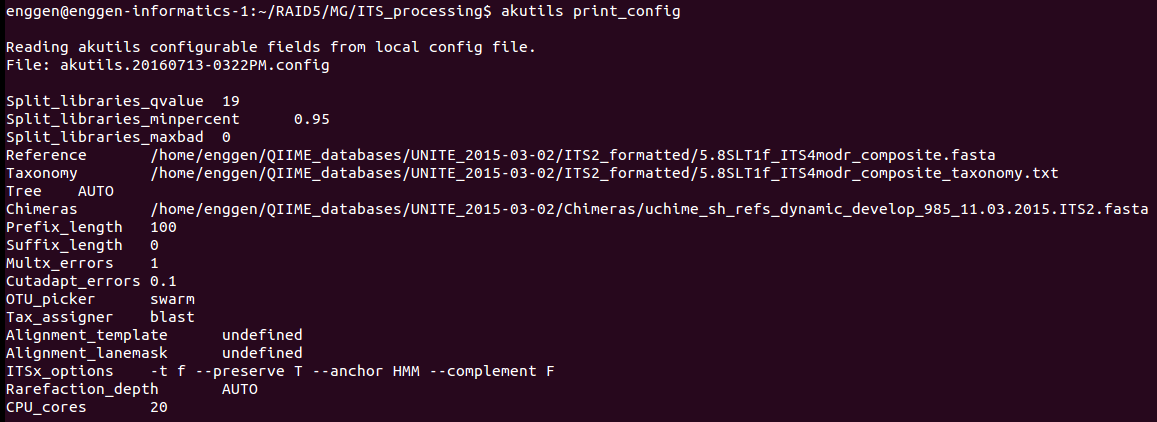 enggen@enggen-informatics-1:~/RAID5/MG/ITS_processing$ akutils print_config
Reading akutils configurable fields from local config file.
File: akutils.20160713-0322PM.config
Split_libraries_qvalue 19
Split_libraries_minpercent 0.95
Split_libraries_maxbad 0
Reference /home/enggen/QIIME_databases/UNITE_2015-03-02/ITS2_formatted/5.8SLT1f_ITS4modr_composite.fasta
Taxonomy /home/enggen/QIIME_databases/UNITE_2015-03-02/ITS2_formatted/5.8SLT1f_ITS4modr_composite_taxonomy.txt
Tree AUTO
Chimeras /home/enggen/QIIME_databases/UNITE_2015-03-02/Chimeras/uchime_sh_refs_dynamic_develop_985_11.03.2015.ITS2.fasta
Prefix_length 100
Suffix_length 0
Multx_errors 1
Cutadapt_errors 0.1
OTU_picker swarm
Tax_assigner blast
Alignment_template undefined
Alignment_lanemask undefined
ITSx_options -t f --preserve T --anchor HMM --complement F
Rarefaction_depth AUTO
CPU_cores 20